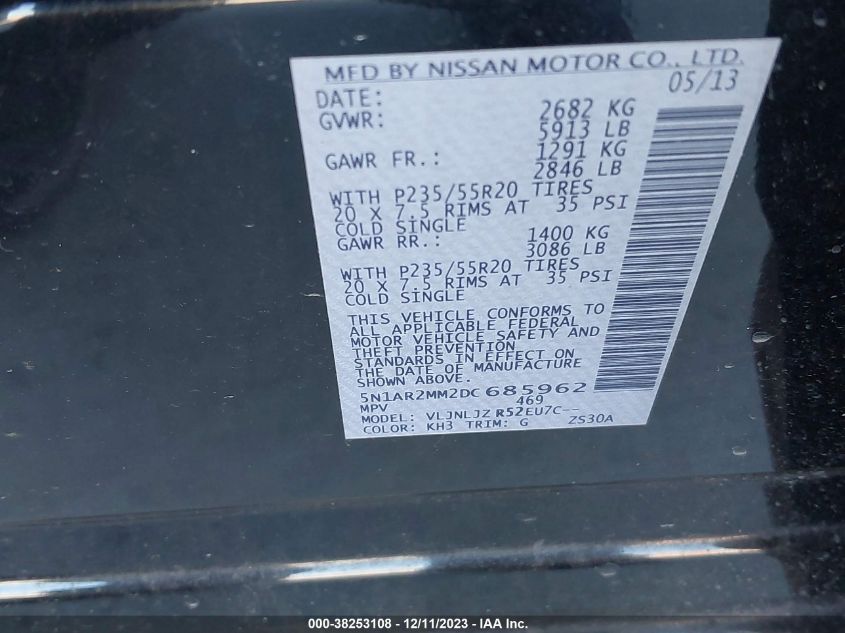 MFD BY NISSAN MOTOR CO., LTD.
DATE: 05/13
GVWR: 2682 KG
5913 LB
GAWR FR.: 1291 KG
2846 LB
WITH P235/55R20 TIRES
20 X 7.5 RIMS AT 35 PSI
COLD SINGLE
GAWR RR.: 1400 KG
3086 LB
WITH P235/55R20 TIRES
20 X 7.5 RIMS AT 35 PSI
COLD SINGLE
THIS VEHICLE CONFORMS TO
ALL APPLICABLE FEDERAL
MOTOR VEHICLE SAFETY AND
THEFT PREVENTION
STANDARDS IN EFFECT ON
THE DATE OF MANUFACTURE
SHOWN ABOVE.
5N1AR2MM2DC685962
MPV 469
MODEL: VLJNLJZ R52EU7C--
COLOR: KH3 TRIM: G ZS30A
000-38253108 - 12/11/2023 - IAA Inc.